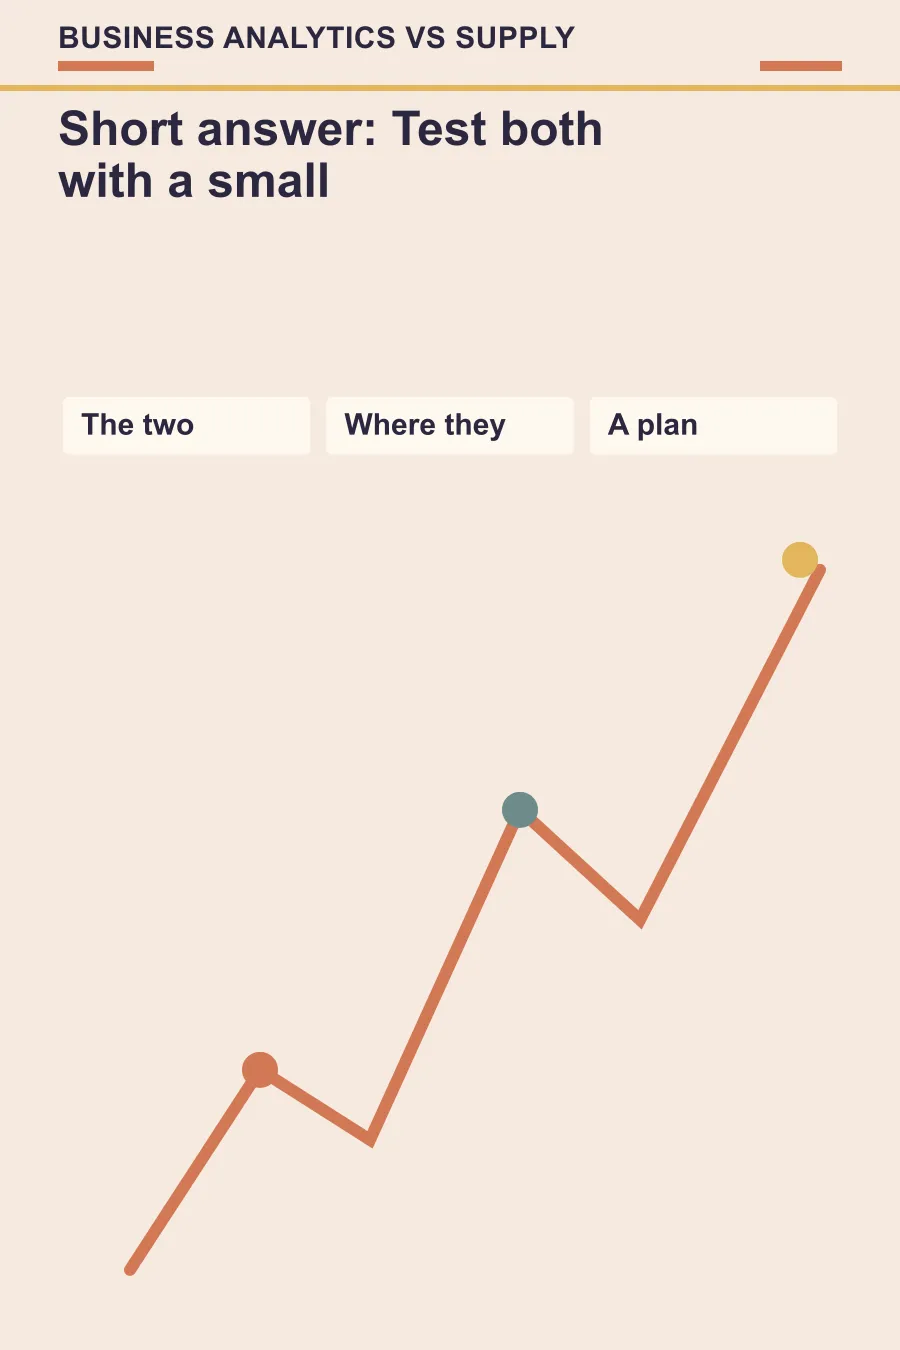 BUSINESS ANALYTICS VS SUPPLY
Short answer: Test both
with a small
The two
Where they
A plan